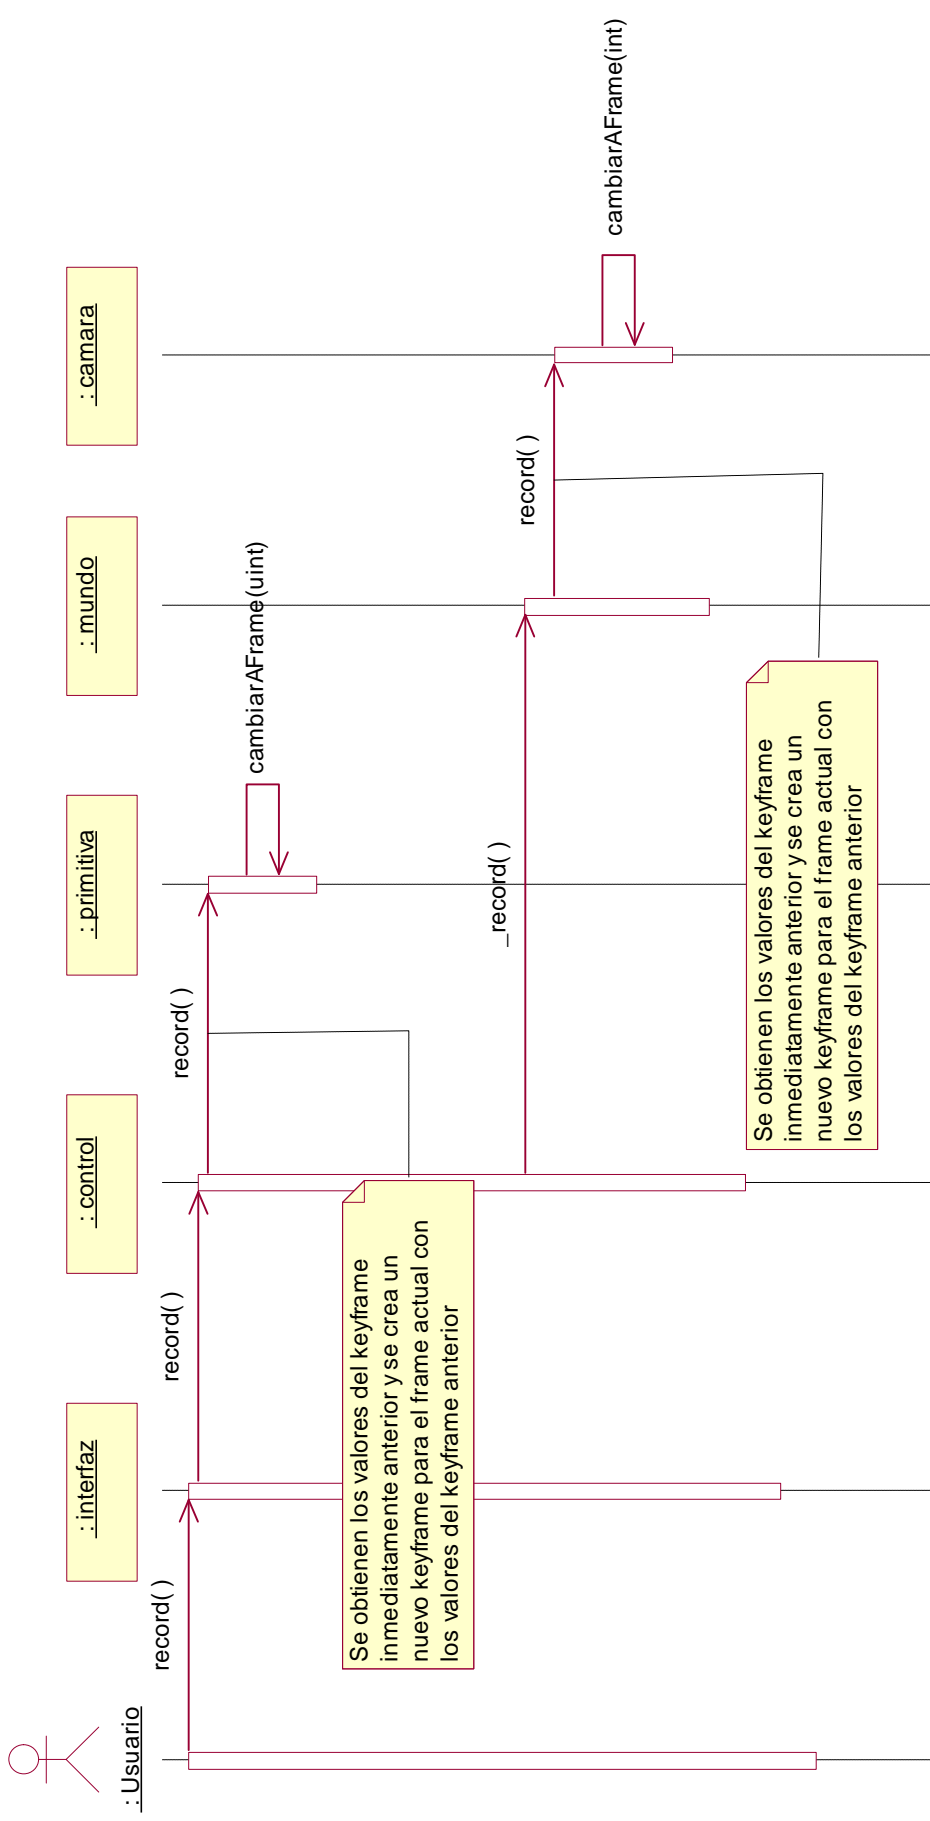 : Usuario
: interfaz
: control
: primitiva
: mundo
: camara
record( )
record( )
record( )
cambiarAFrame(uint)
Se obtienen los valores del keyframe
inmediatamente anterior y se crea un
nuevo keyframe para el frame actual con
los valores del keyframe anterior
_record( )
record( )
cambiarAFrame(int)
Se obtienen los valores del keyframe
inmediatamente anterior y se crea un
nuevo keyframe para el frame actual con
los valores del keyframe anterior